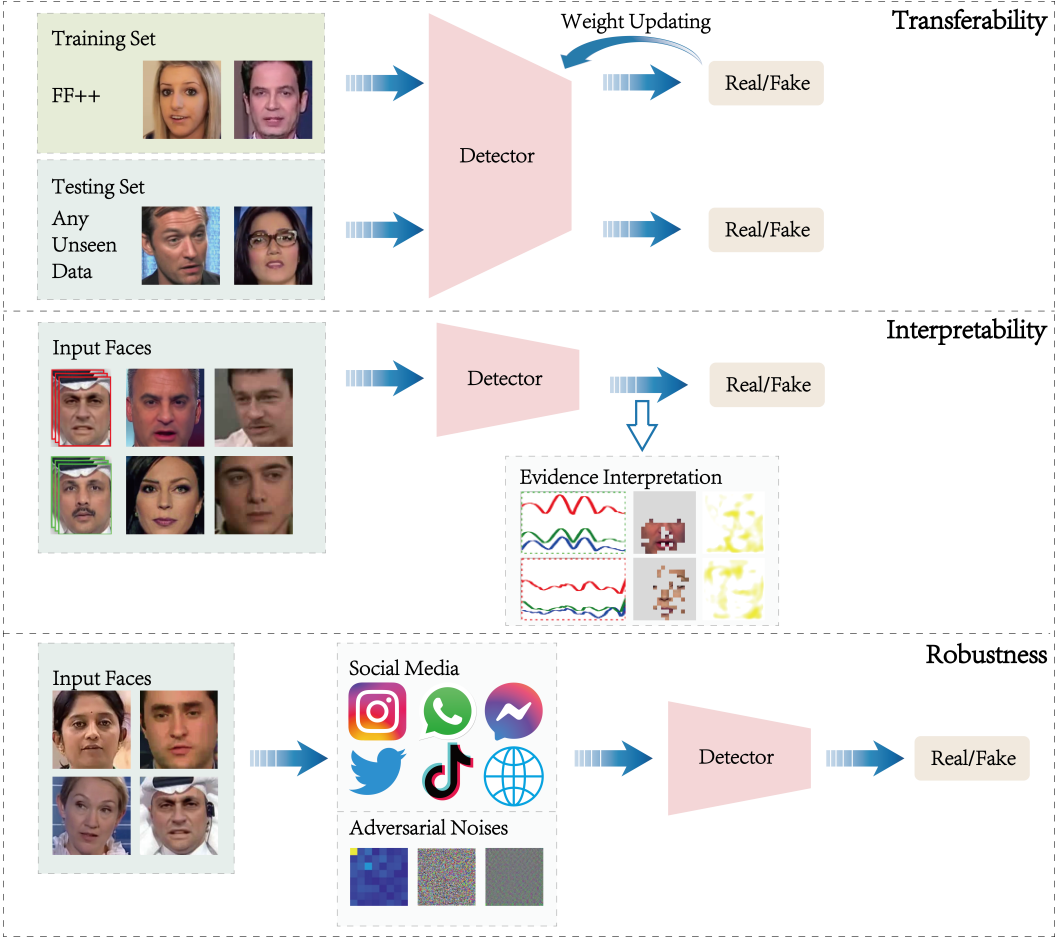 Transferability
Weight Updating
Training Set
FF++
Real/Fake
Detector
Testing Set
Any
Unseen
Data
Real/Fake
Interpretability
Input Faces
Detector
Real/Fake
Evidence Interpretation
Robustness
Input Faces
Social Media
Detector
Real/Fake
Adversarial Noises